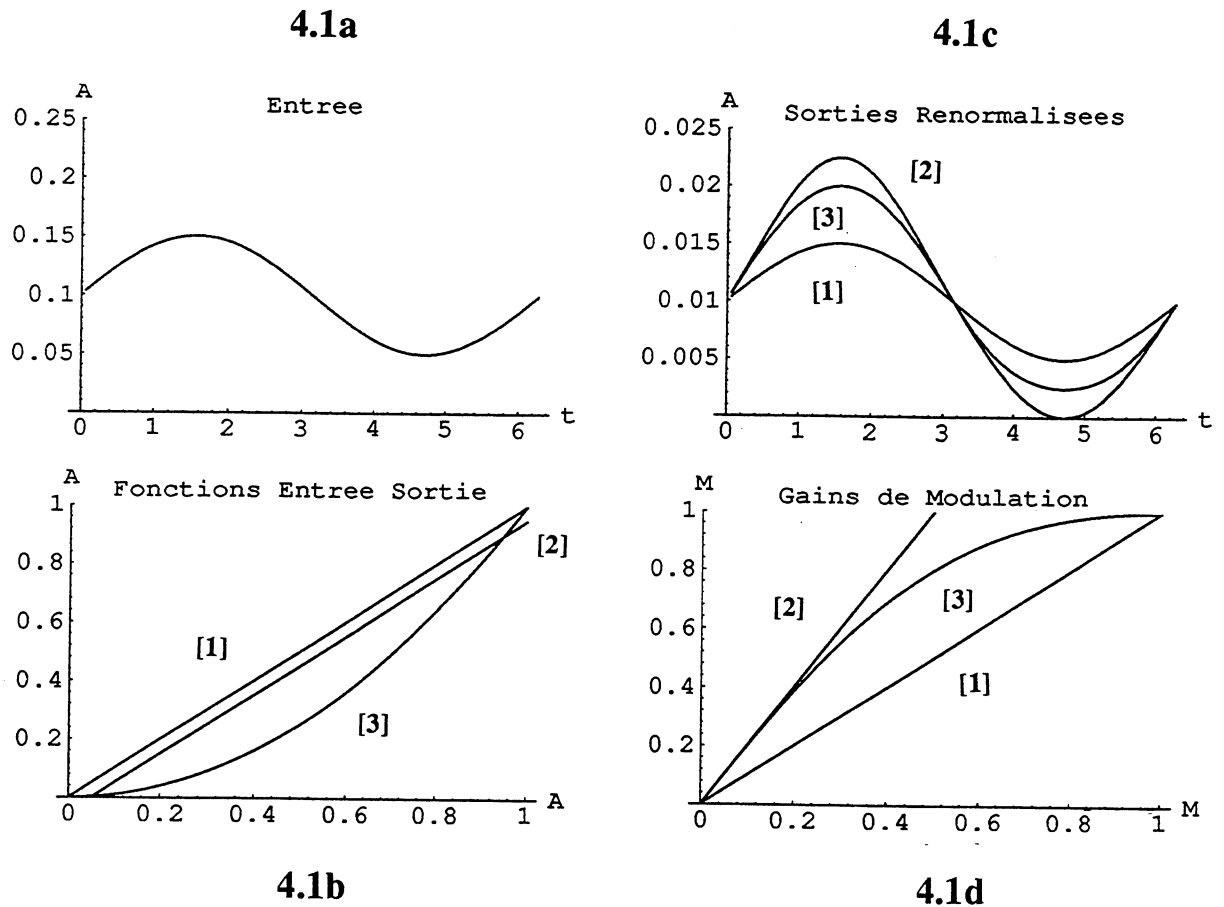 4.1a
A
Entree
0.25
0.2
0.15
0.1
0.05
0 1 2 3 4 5 6 t
4.1c
A
Sorties Renormalisees
0.025
0.02
0.015
0.01
0.005
[2]
[3]
[1]
0 1 2 3 4 5 6 t
A
Fonctions Entree Sortie
1
0.8
0.6
0.4
0.2
[2]
[1]
[3]
0 0.2 0.4 0.6 0.8 1 A
4.1b
M
Gains de Modulation
1
0.8
0.6
0.4
0.2
[2]
[3]
[1]
0 0.2 0.4 0.6 0.8 1 M
4.1d